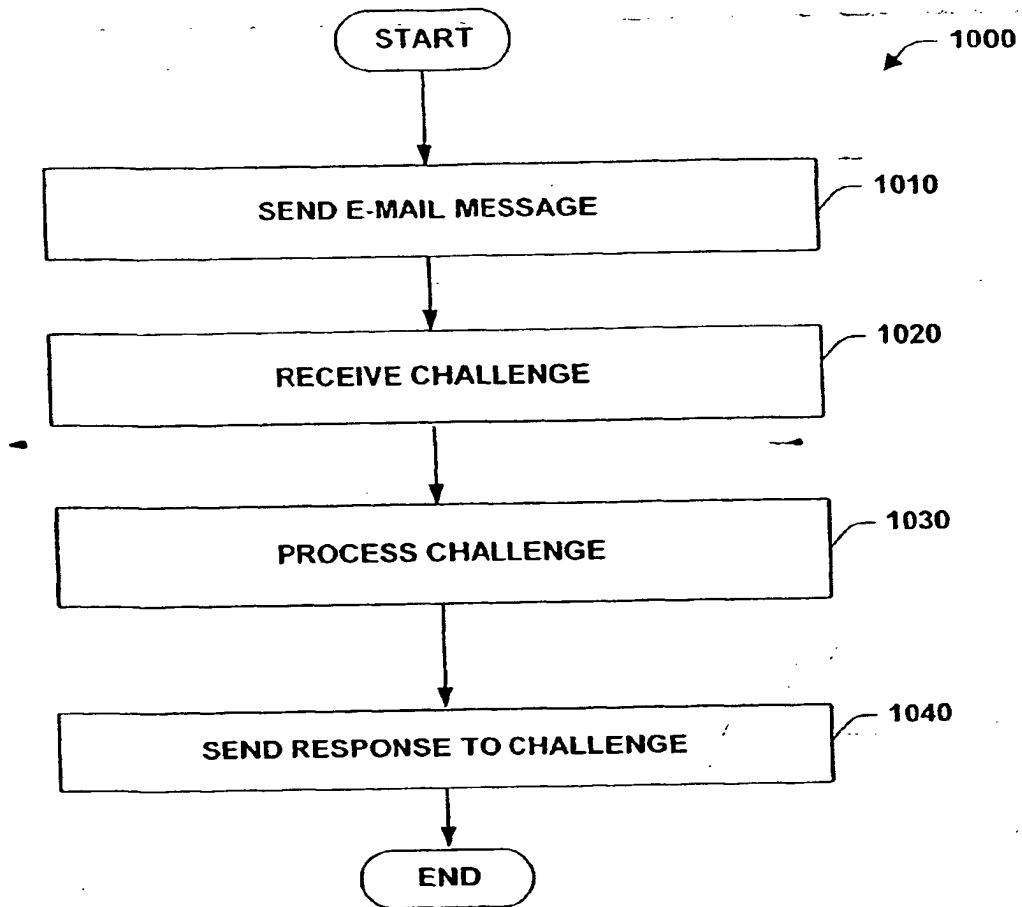 START
1000
SEND E-MAIL MESSAGE
1010
RECEIVE CHALLENGE
1020
PROCESS CHALLENGE
1030
SEND RESPONSE TO CHALLENGE
1040
END